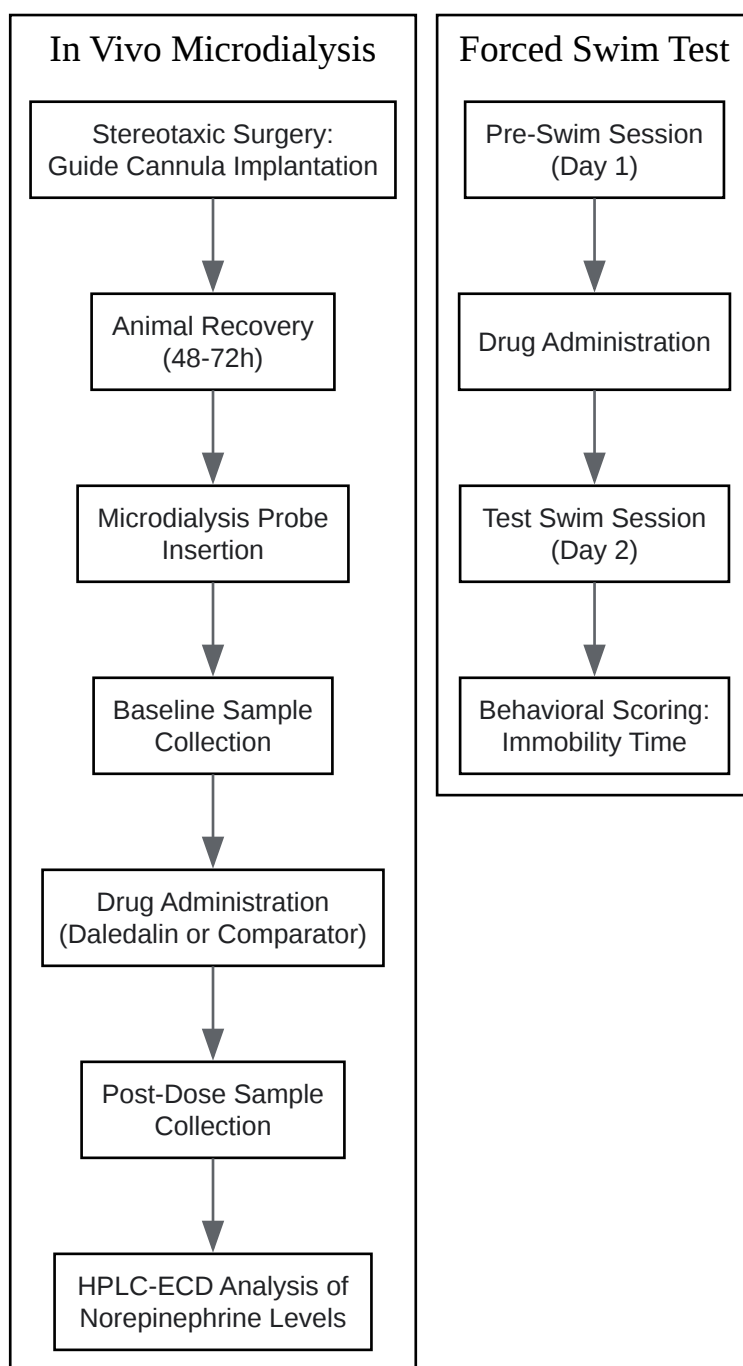 In Vivo Microdialysis
Stereotaxic Surgery:
Guide Cannula Implantation
Animal Recovery
(48-72h)
Microdialysis Probe
Insertion
Baseline Sample
Collection
Drug Administration
(Daledalin or Comparator)
Post-Dose Sample
Collection
HPLC-ECD Analysis of
Norepinephrine Levels
Forced Swim Test
Pre-Swim Session
(Day 1)
Drug Administration
Test Swim Session
(Day 2)
Behavioral Scoring:
Immobility Time